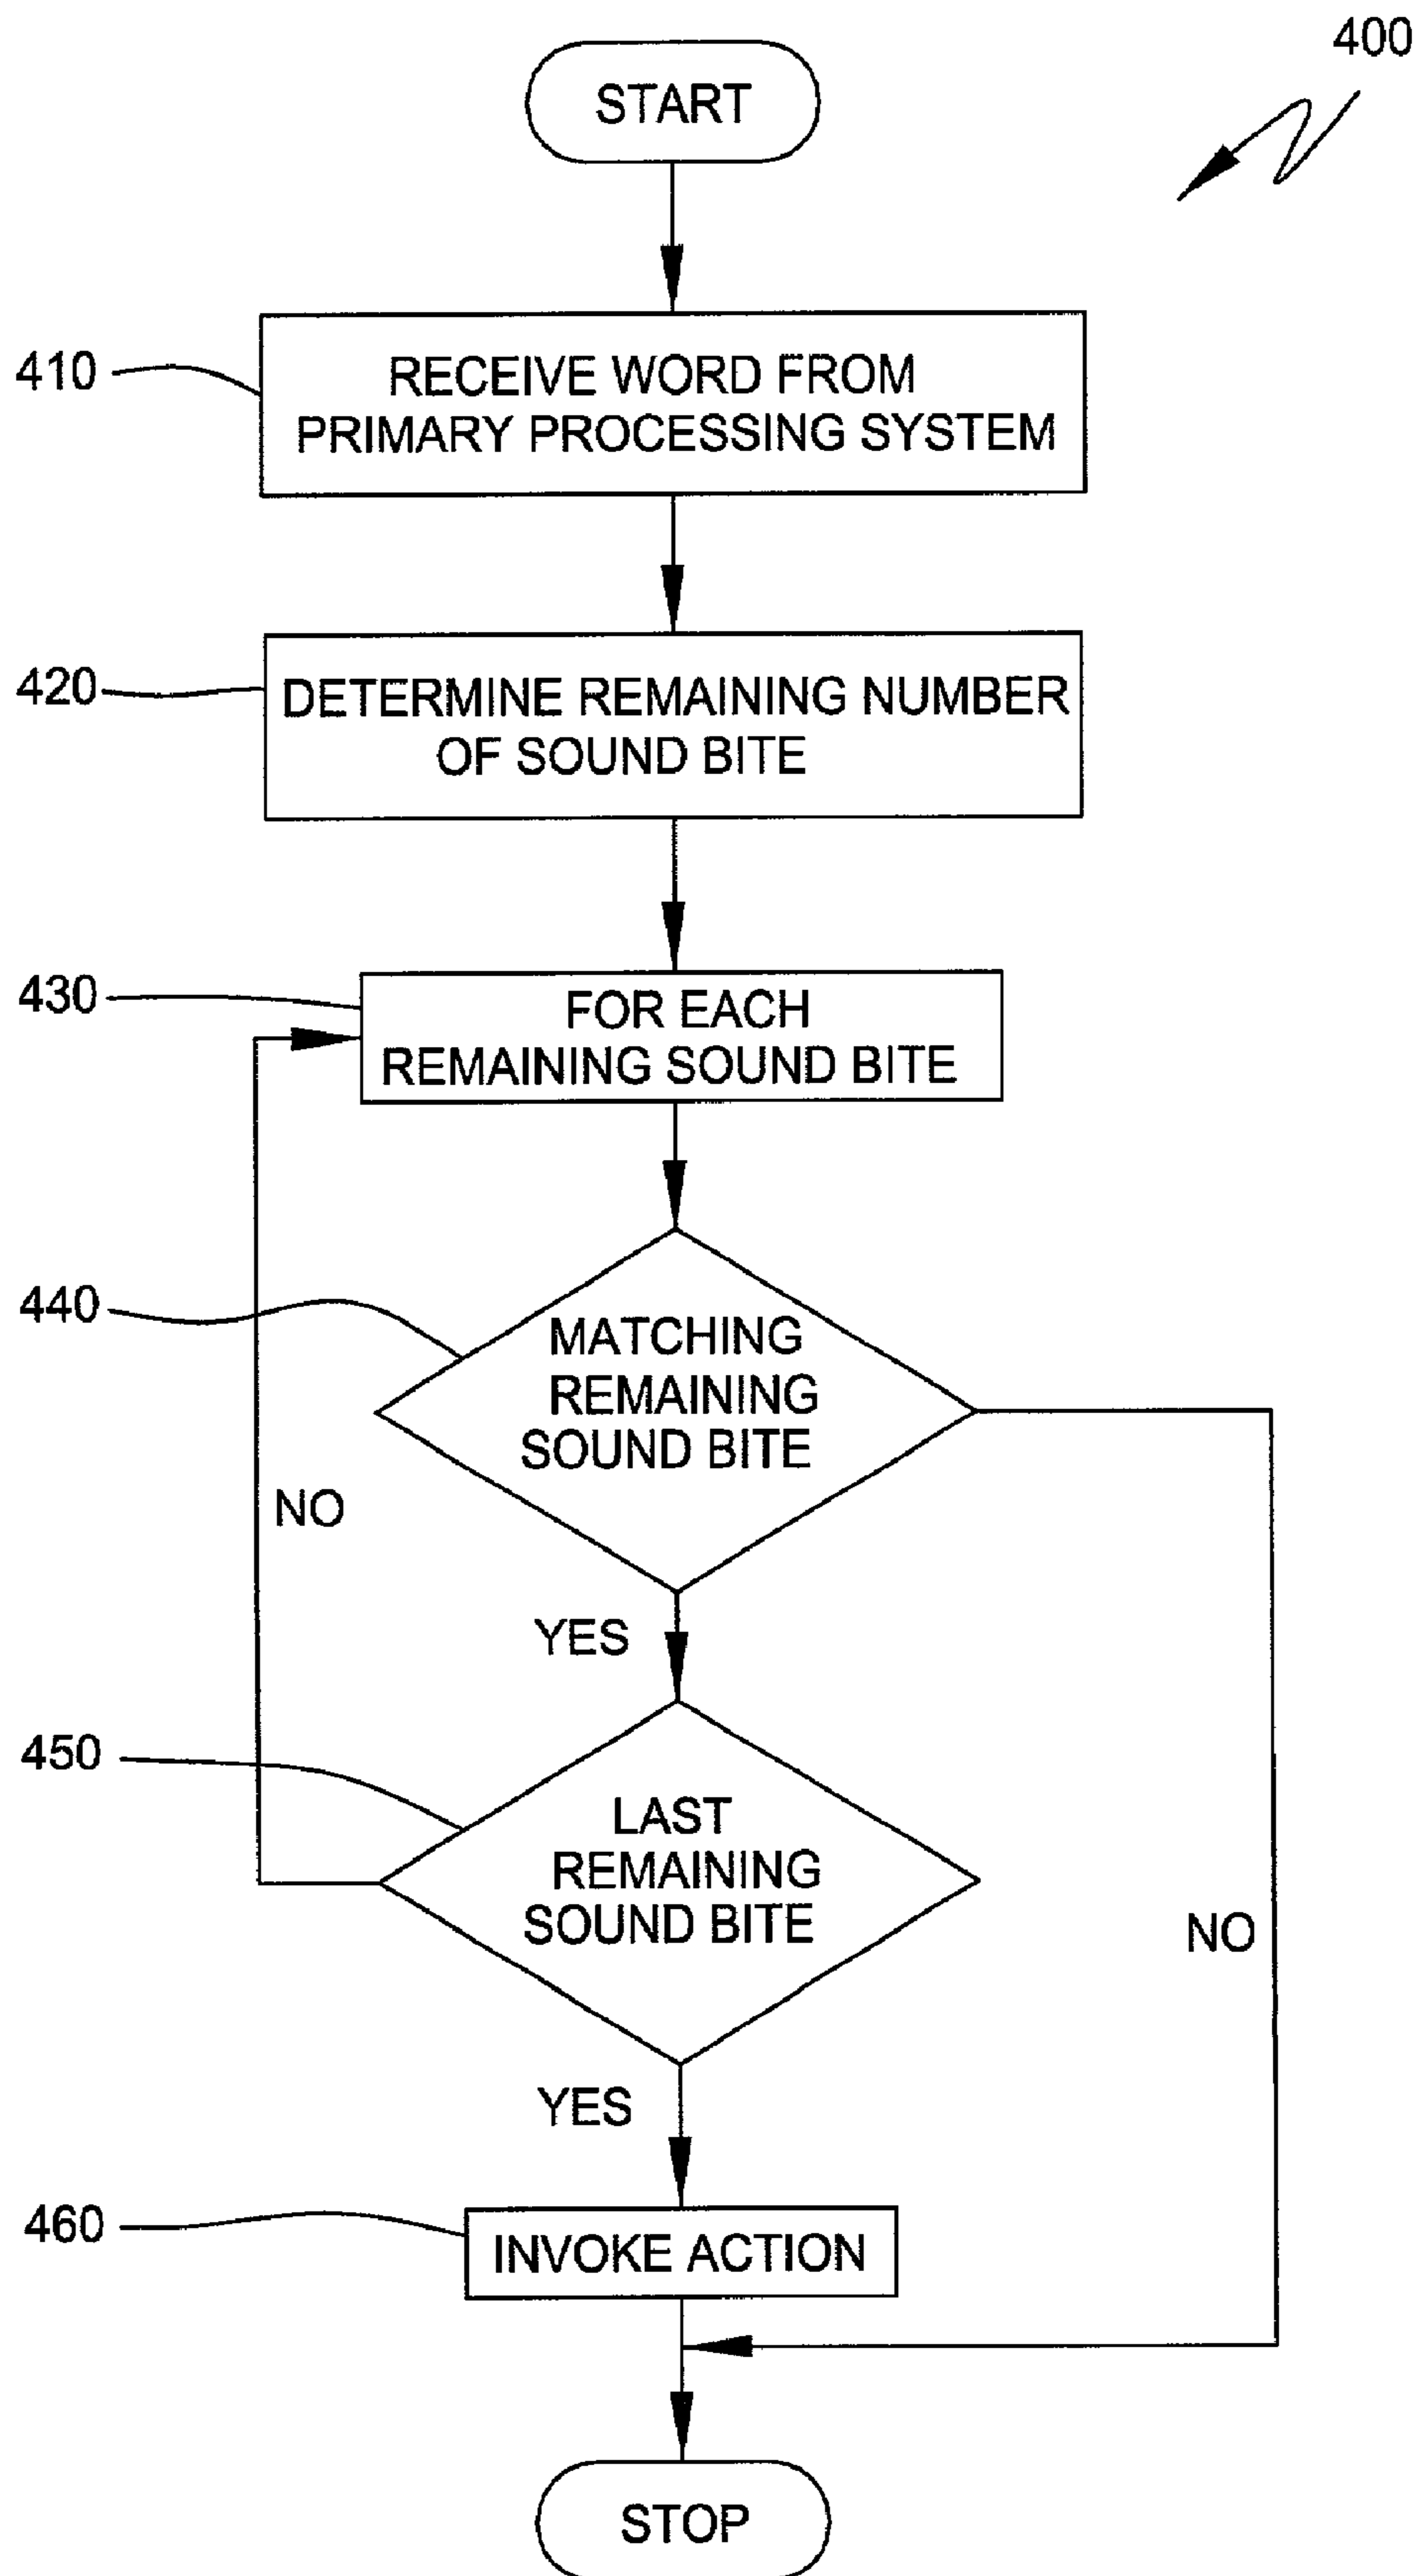 400
START
410
RECEIVE WORD FROM
PRIMARY PROCESSING SYSTEM
420
DETERMINE REMAINING NUMBER
OF SOUND BITE
430
FOR EACH
REMAINING SOUND BITE
440
MATCHING
REMAINING
SOUND BITE
NO
YES
450
LAST
REMAINING
SOUND BITE
NO
YES
460
INVOKE ACTION
STOP